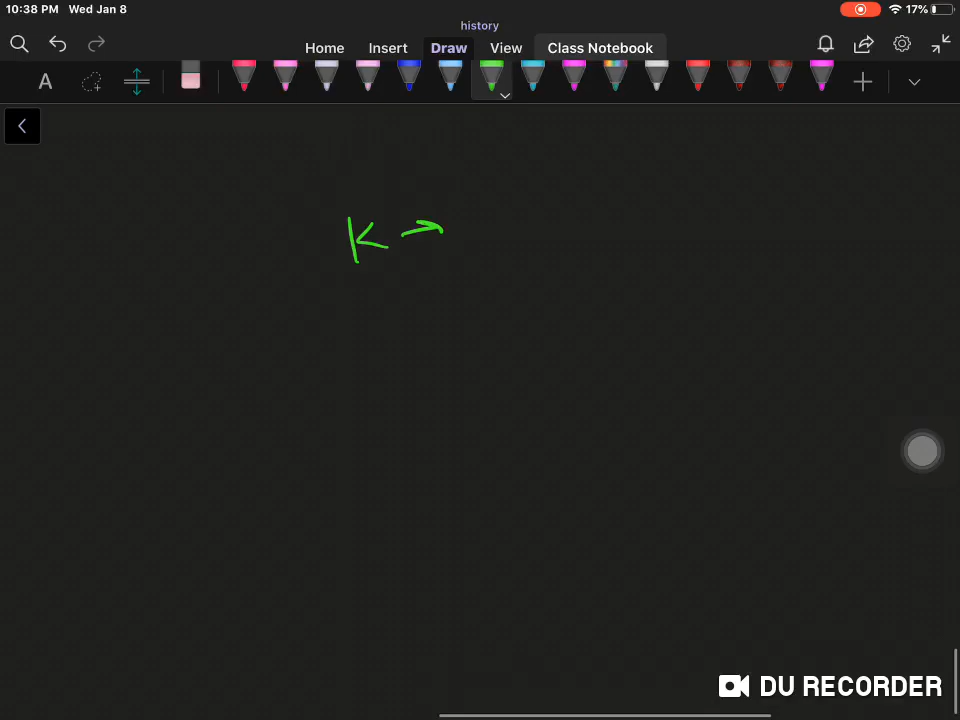 10:38 PM Wed Jan 8 17%
history
Home Insert Draw View Class Notebook
A
K →
DU RECORDER